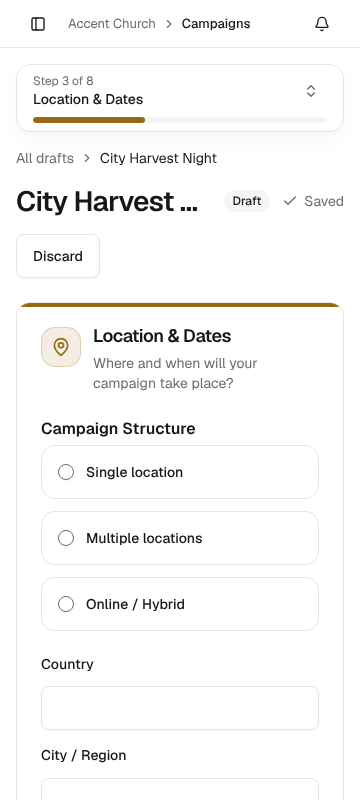 Accent Church > Campaigns
Step 3 of 8
Location & Dates
All drafts > City Harvest Night
City Harvest ...
Draft
Saved
Discard
Location & Dates
Where and when will your
campaign take place?
Campaign Structure
Single location
Multiple locations
Online / Hybrid
Country
City / Region